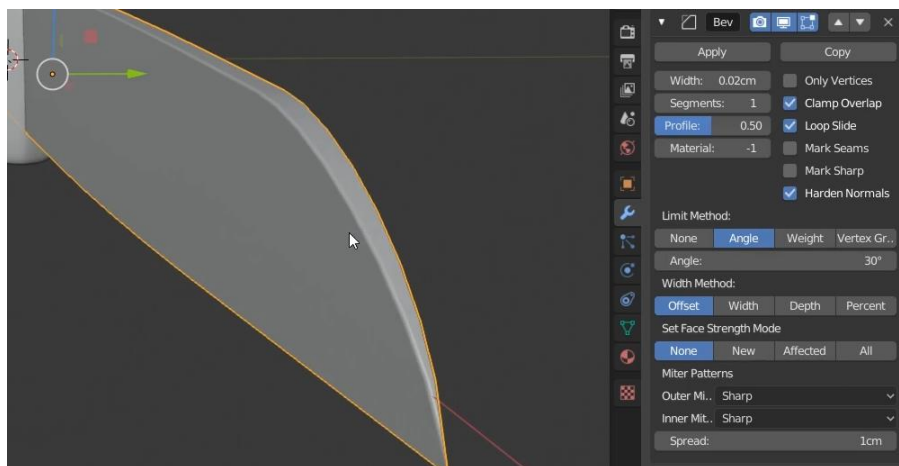 Bev
Apply Copy
Width: 0.02cm Only Vertices
Segments: 1 Clamp Overlap
Profile: 0.50 Loop Slide
Material: -1 Mark Seams
Mark Sharp
Harden Normals
Limit Method:
None Angle Weight Vertex Gr..
Angle: 30°
Width Method:
Offset Width Depth Percent
Set Face Strength Mode
None New Affected All
Miter Patterns
Outer Mi.. Sharp
Inner Mit.. Sharp
Spread: 1cm